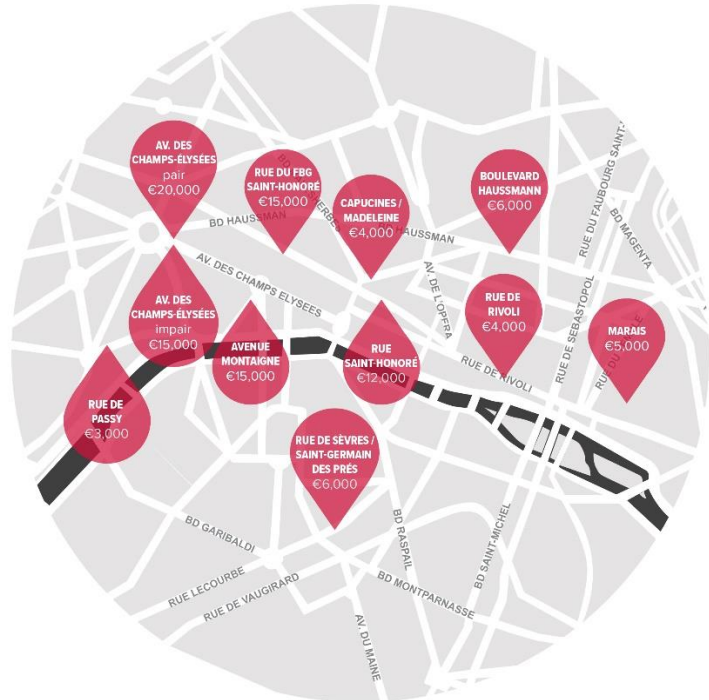 AV. DES
CHAMPS-ÉLYSÉES
pair
€20,000
RUE DU FBG
SAINT-HONORÉ
€15,000
CAPUCINES /
MADELEINE
€4,000
BOULEVARD
HAUSSMANN
€6,000
AV. DES
CHAMPS-ÉLYSÉES
impair
€15,000
AVENUE
MONTAIGNE
€15,000
RUE
SAINT-HONORÉ
€12,000
RUE DE
RIVOLI
€4,000
MARAIS
€5,000
RUE DE
PASSY
€3,000
RUE DE SÈVRES /
SAINT-GERMAIN
DES PRÉS
€6,000
BD HAUSSMAN
HAUSSMAN
AV. DES CHAMPS ELYSEES
AV. DE L'OPERA
RUE DE RIVOLI
RUE DE SEBASTOPOL
RUE DU FAUBOURG SAINT-
BD MAGENTA
BD GARIBALDI
RUE LECOURBE
RUE DE VAUGIRARD
AV. DU MAINE
BD RASPAIL
BD MONTPARNASSE
BD SAINT-MICHEL